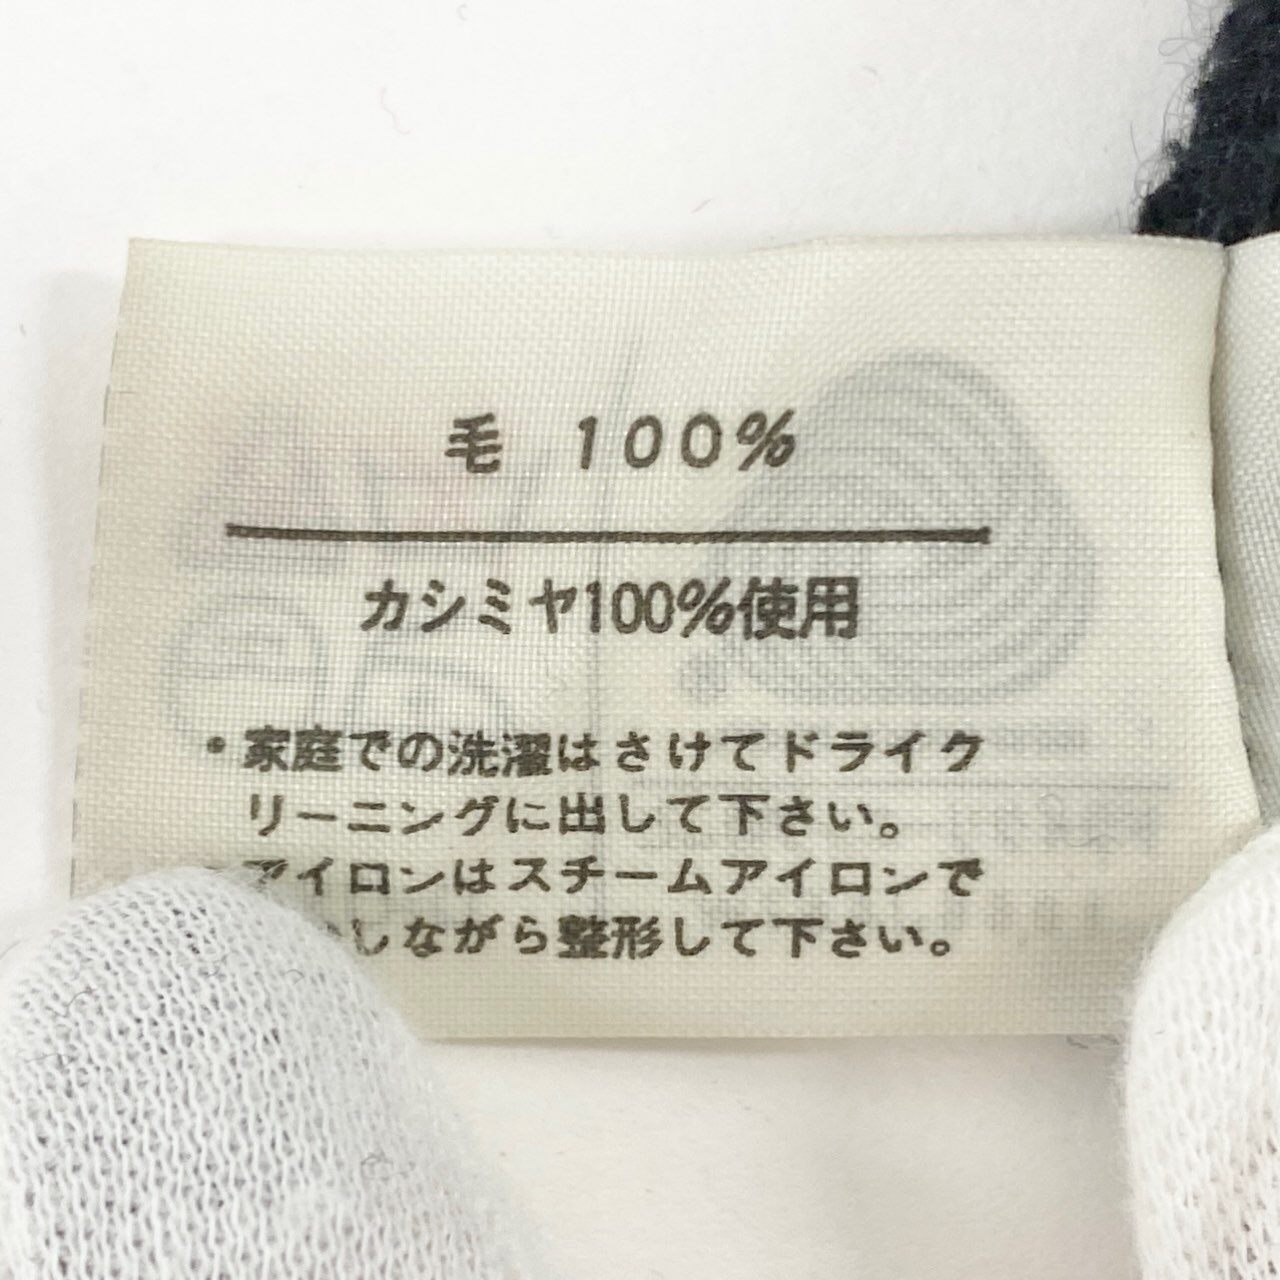 毛 100%
カシミヤ100%使用
・家庭での洗濯はさけてドライク
リーニングに出して下さい。
アイロンはスチームアイロンで
しながら整形して下さい。